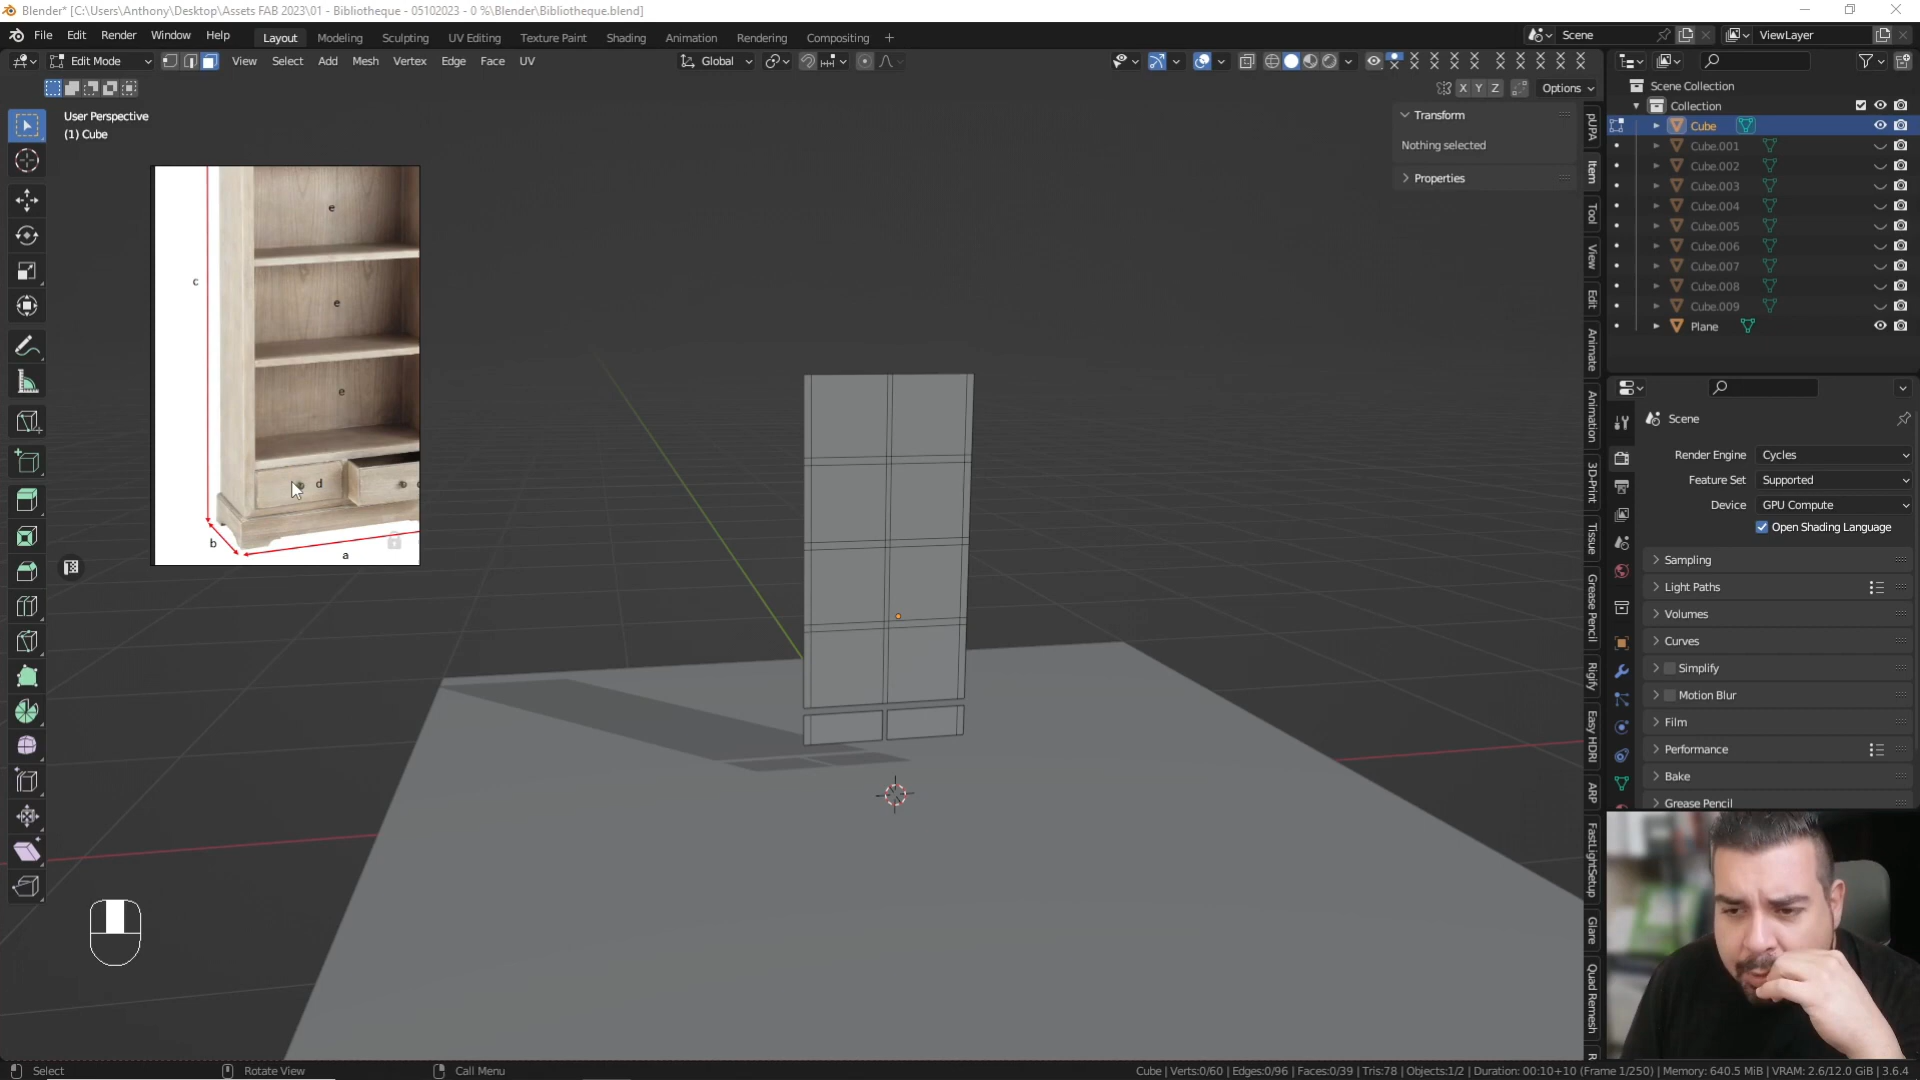 Blender* [C:\Users\Anthony\Desktop\Assets FAB 2023\01 - Bibliotheque - 05102023 - 0 %\Blender\Bibliotheque.blend]
File Edit Render Window Help Layout Modeling Sculpting UV Editing Texture Paint Shading Animation Rendering Compositing + Scene ViewLayer
Edit Mode View Select Add Mesh Vertex Edge Face UV Global
X Y Z Options
User Perspective
(1) Cube
Transform
Nothing selected
Properties
pUPA
Item
Tool
View
Edit
Animate
Animation
3D-Print
Tissue
Grease Pencil
Rigify
Easy HDRI
ARP
FastLightSetup
Glare
Quad Remesh
R
e
c
e
e
d
b
a
Scene Collection
Collection
Cube
Cube.001
Cube.002
Cube.003
Cube.004
Cube.005
Cube.006
Cube.007
Cube.008
Cube.009
Plane
Scene
Render Engine Cycles
Feature Set Supported
Device GPU Compute
Open Shading Language
Sampling
Light Paths
Volumes
Curves
Simplify
Motion Blur
Film
Performance
Bake
Grease Pencil
Select Rotate View Call Menu Cube | Verts:0/60 | Edges:0/96 | Faces:0/39 | Tris:78 | Objects:1/2 | Duration: 00:10+10 (Frame 1/250) | Memory: 640.5 MiB | VRAM: 2.6/12.0 GiB | 3.6.4